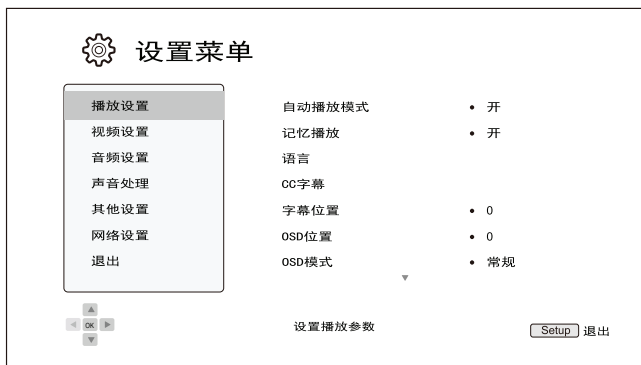 设置菜单
播放设置
视频设置
音频设置
声音处理
其他设置
网络设置
退出
自动播放模式 • 开
记忆播放 • 开
语言
CC字幕
字幕位置 • 0
OSD位置 • 0
OSD模式 • 常规
OK
设置播放参数
Setup 退出